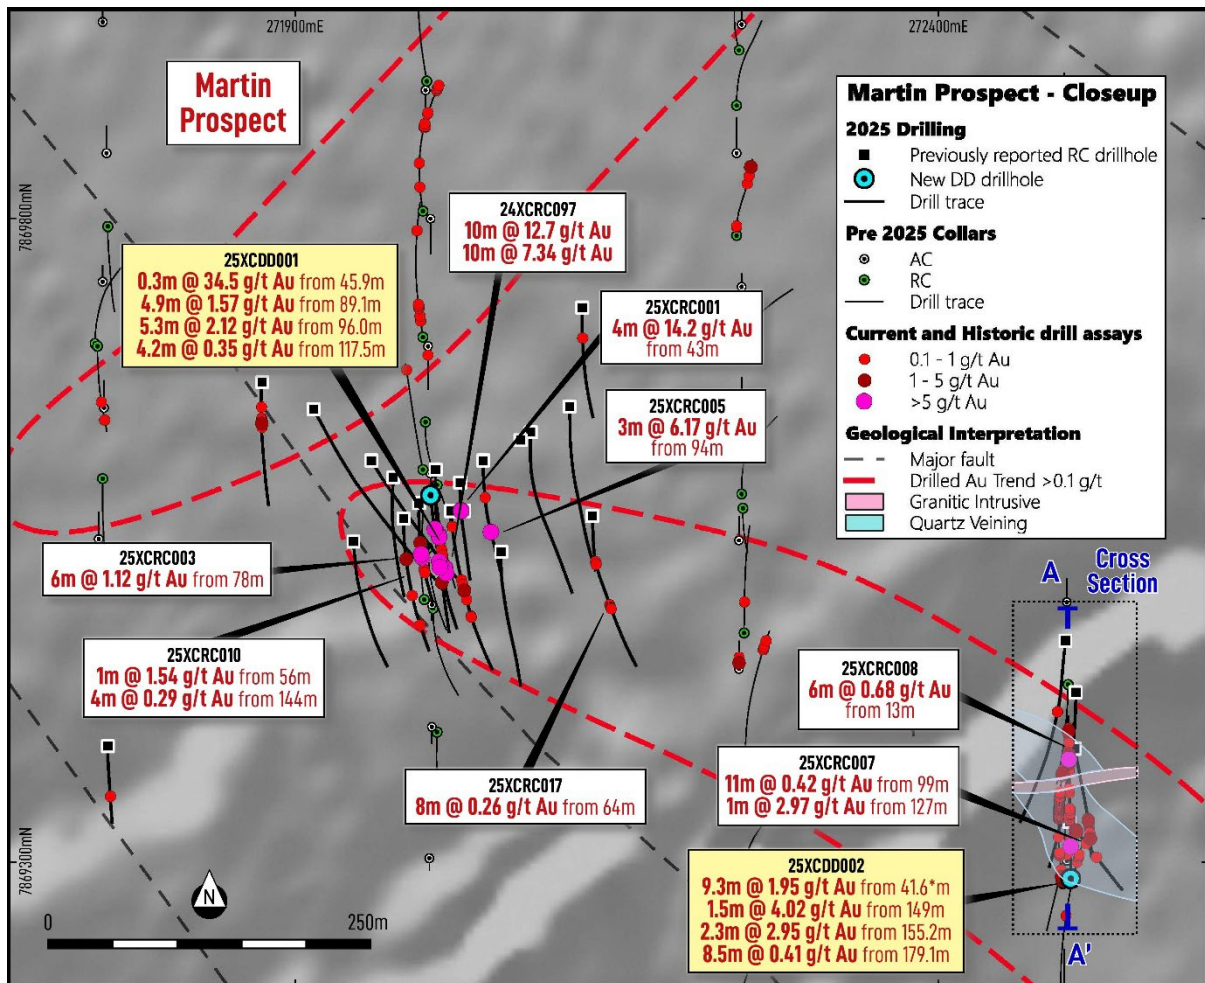 271900mE
272400mE
7869800mN
7869300mN
Martin
Prospect
Martin Prospect - Closeup
2025 Drilling
Previously reported RC drillhole
New DD drillhole
Drill trace
Pre 2025 Collars
AC
RC
Drill trace
Current and Historic drill assays
0.1 - 1 g/t Au
1 - 5 g/t Au
>5 g/t Au
Geological Interpretation
Major fault
Drilled Au Trend >0.1 g/t
Granitic Intrusive
Quartz Veining
24XCRC097
10m @ 12.7 g/t Au
10m @ 7.34 g/t Au
25XCDD001
0.3m @ 34.5 g/t Au from 45.9m
4.9m @ 1.57 g/t Au from 89.1m
5.3m @ 2.12 g/t Au from 96.0m
4.2m @ 0.35 g/t Au from 117.5m
25XCRC001
4m @ 14.2 g/t Au
from 43m
25XCRC005
3m @ 6.17 g/t Au
from 94m
25XCRC003
6m @ 1.12 g/t Au from 78m
25XCRC010
1m @ 1.54 g/t Au from 56m
4m @ 0.29 g/t Au from 144m
25XCRC017
8m @ 0.26 g/t Au from 64m
A
Cross
Section
25XCRC008
6m @ 0.68 g/t Au
from 13m
25XCRC007
11m @ 0.42 g/t Au from 99m
1m @ 2.97 g/t Au from 127m
25XCDD002
9.3m @ 1.95 g/t Au from 41.6*m
1.5m @ 4.02 g/t Au from 149m
2.3m @ 2.95 g/t Au from 155.2m
8.5m @ 0.41 g/t Au from 179.1m
A'
N
0
250m